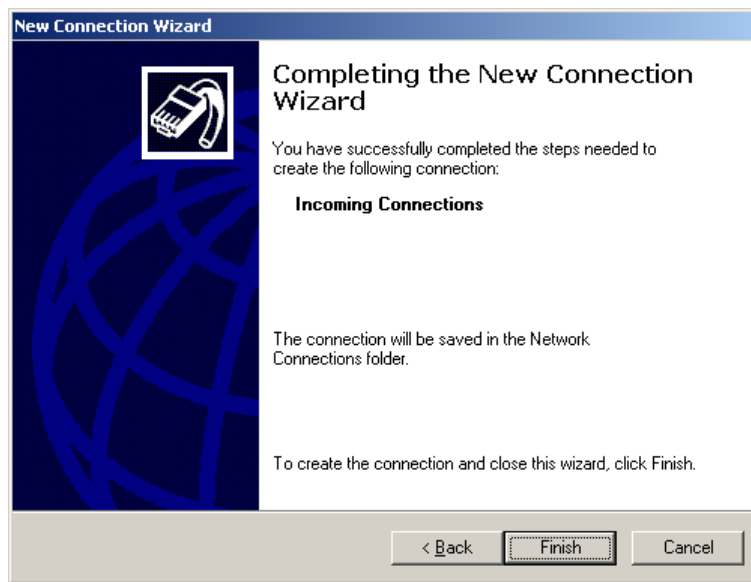 New Connection Wizard
Completing the New Connection
Wizard
You have successfully completed the steps needed to
create the following connection:
Incoming Connections
The connection will be saved in the Network
Connections folder.
To create the connection and close this wizard, click Finish.
< Back
Finish
Cancel